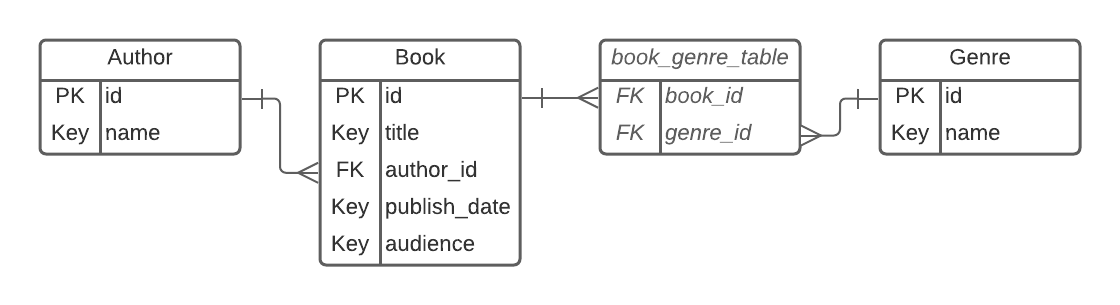 Author
PK id
Key name
Book
PK id
Key title
FK author_id
Key publish_date
Key audience
book_genre_table
FK book_id
FK genre_id
Genre
PK id
Key name